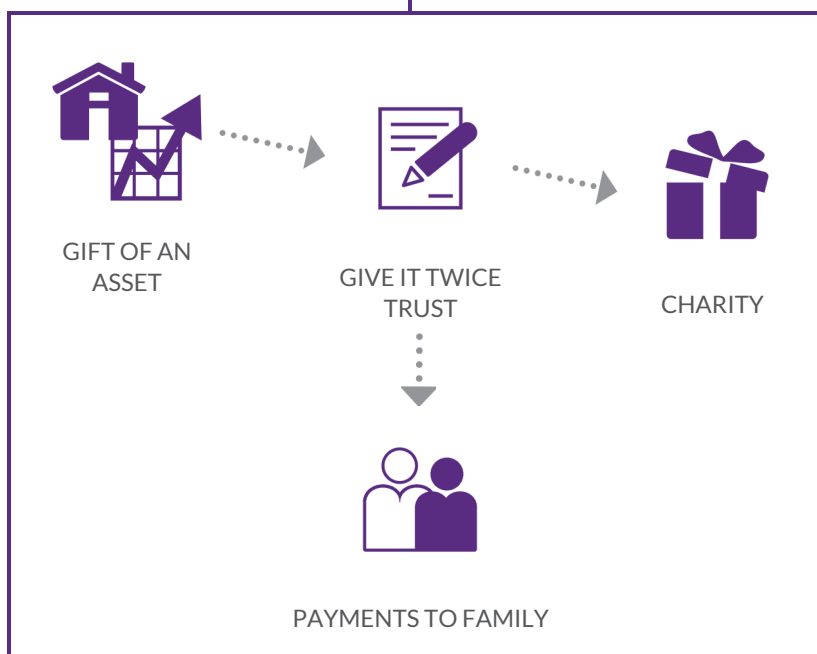 GIFT OF AN
ASSET
GIVE IT TWICE
TRUST
CHARITY
PAYMENTS TO FAMILY